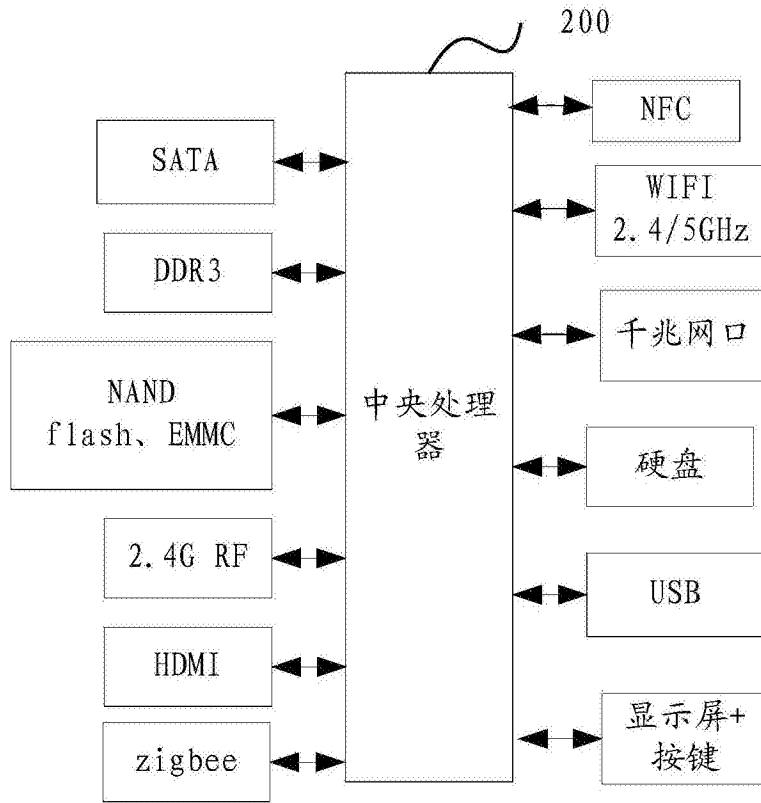 200
SATA
DDR3
NAND
flash、EMMC
2.4G RF
HDMI
zigbee
中央处理
器
NFC
WIFI
2.4/5GHz
千兆网口
硬盘
USB
显示屏+
按键